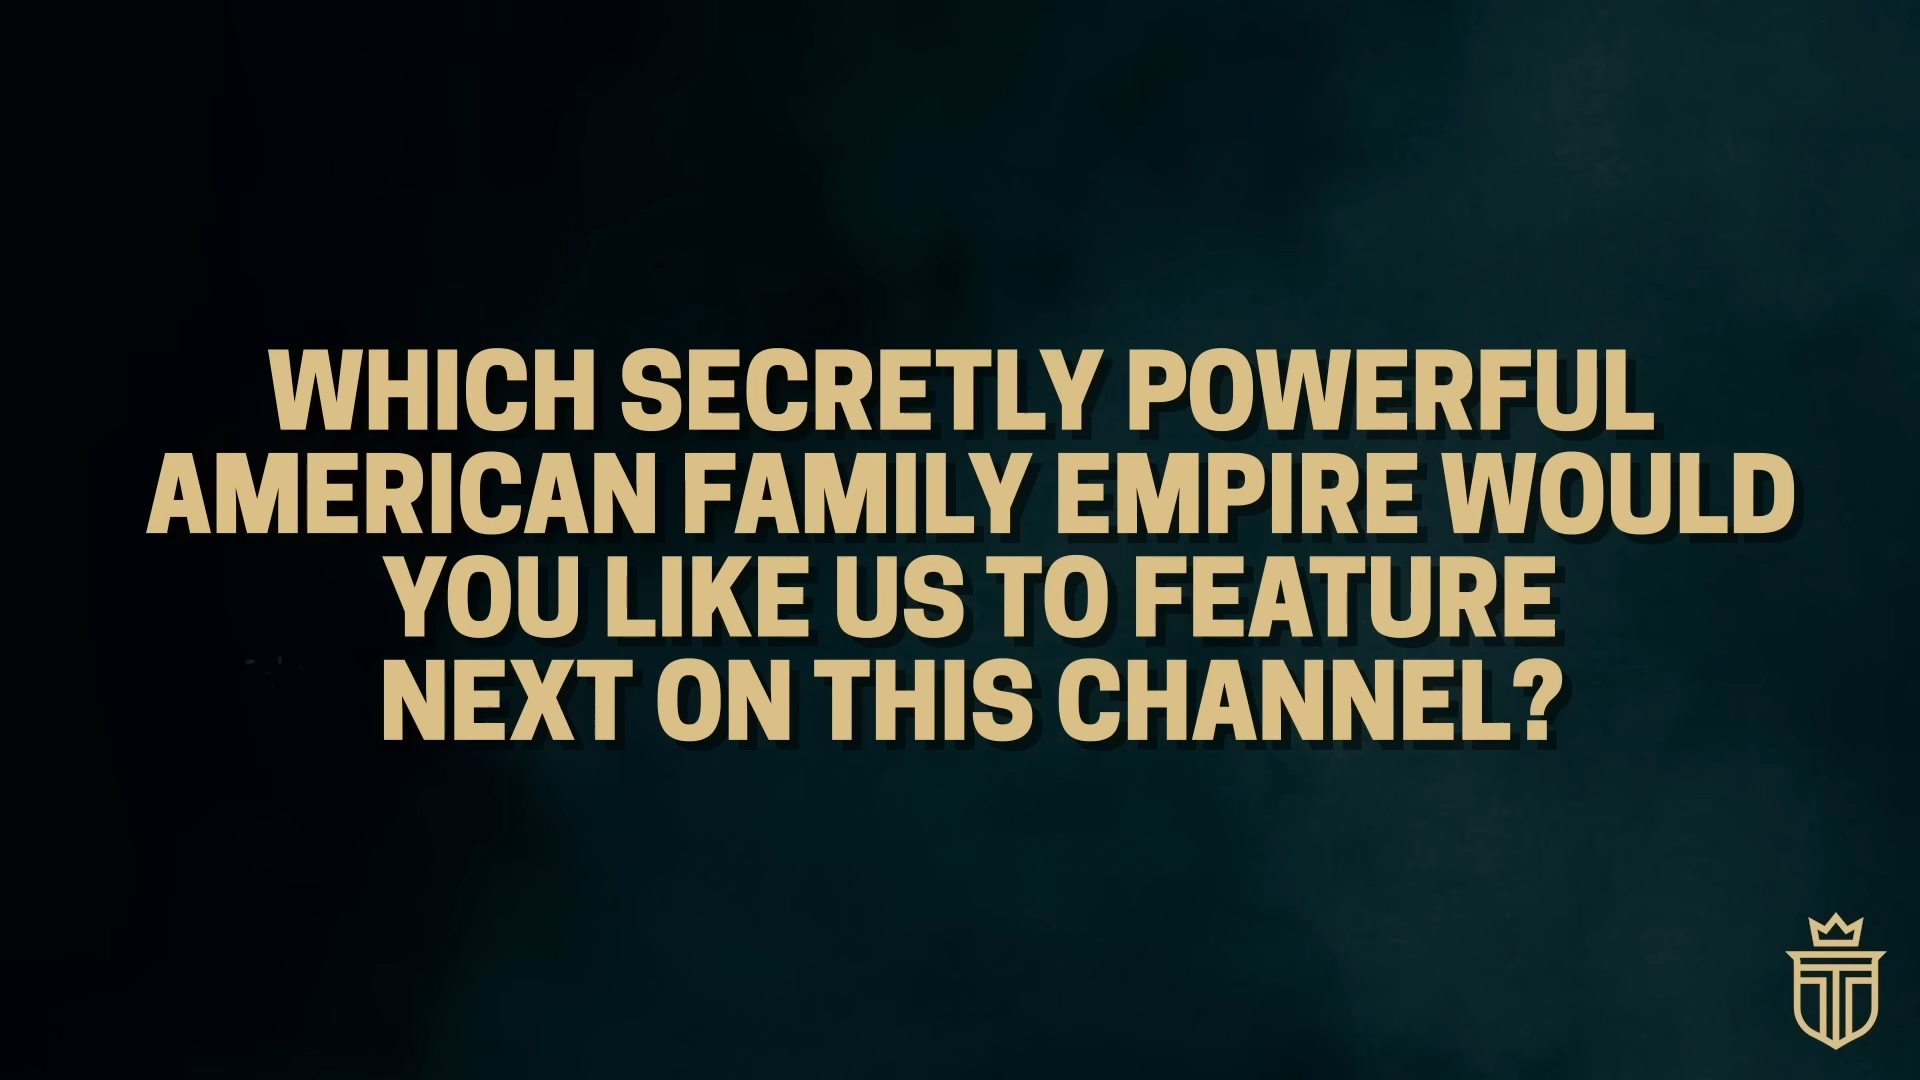 WHICH SECRETLY POWERFUL
AMERICAN FAMILY EMPIRE WOULD
YOU LIKE US TO FEATURE
NEXT ON THIS CHANNEL?